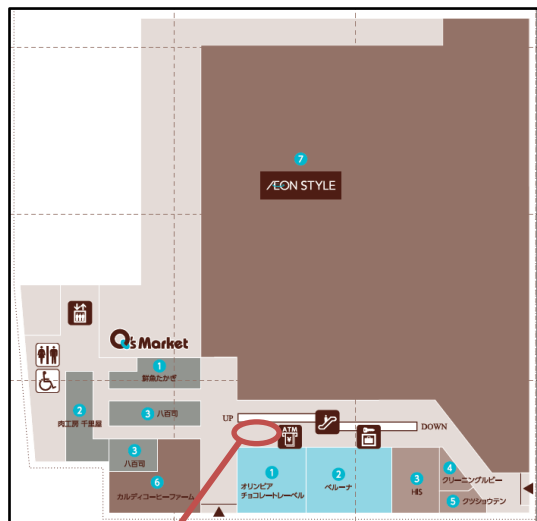 7
ÆON STYLE
Q's Market
1
鮮魚たかぎ
2
肉工房 千里屋
3 八百司
3
八百司
6
カルディコーヒーファーム
UP
ATM
¥
DOWN
1
オリンピア
チョコレートレーベル
2
ベルーナ
3
HIS
4
クリーニングルビー
5 クツショウテン